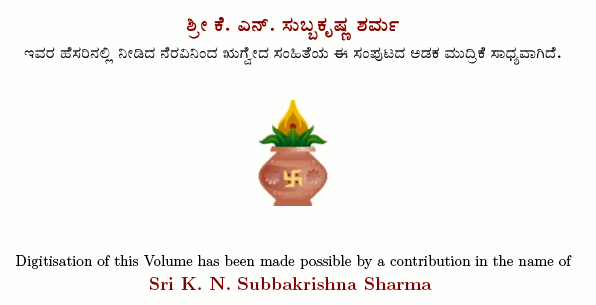 ಶ್ರೀ ಕೆ. ಎನ್. ಸುಬ್ಬಕೃಷ್ಣ ಶರ್ಮ
ಇವರ ಹೆಸರಿನಲ್ಲಿ ನೀಡಿದ ನೆರವಿನಿಂದ ಋಗ್ವೇದ ಸಂಹಿತೆಯ ಈ ಸಂಪುಟದ ಅಡಕ ಮುದ್ರಿಕೆ ಸಾಧ್ಯವಾಗಿದೆ.
Digitisation of this Volume has been made possible by a contribution in the name of
Sri K. N. Subbakrishna Sharma